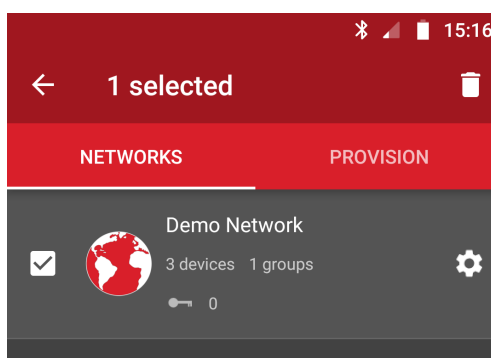 15:16
1 selected
NETWORKS PROVISION
Demo Network
3 devices 1 groups
0